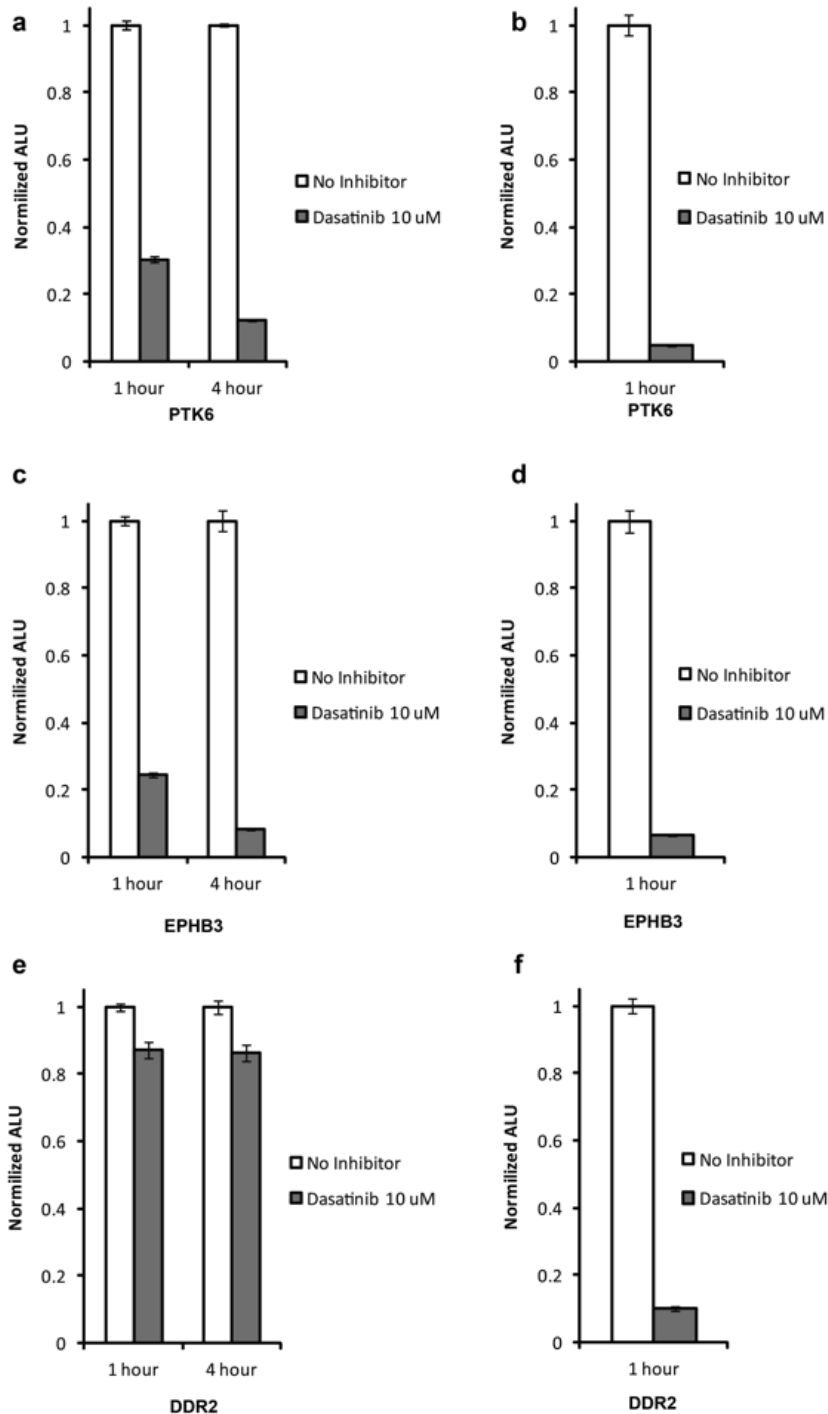 a
1
0.8
0.6
0.4
0.2
0
Normilized ALU
No Inhibitor
Dasatinib 10 uM
1 hour
4 hour
PTK6
b
1
0.8
0.6
0.4
0.2
0
Normilized ALU
No Inhibitor
Dasatinib 10 uM
1 hour
PTK6
c
1
0.8
0.6
0.4
0.2
0
Normilized ALU
No Inhibitor
Dasatinib 10 uM
1 hour
4 hour
EPHB3
d
1
0.8
0.6
0.4
0.2
0
Normilized ALU
No Inhibitor
Dasatinib 10 uM
1 hour
EPHB3
e
1
0.8
0.6
0.4
0.2
0
Normilized ALU
No Inhibitor
Dasatinib 10 uM
1 hour
4 hour
DDR2
f
1
0.8
0.6
0.4
0.2
0
Normilized ALU
No Inhibitor
Dasatinib 10 uM
1 hour
DDR2